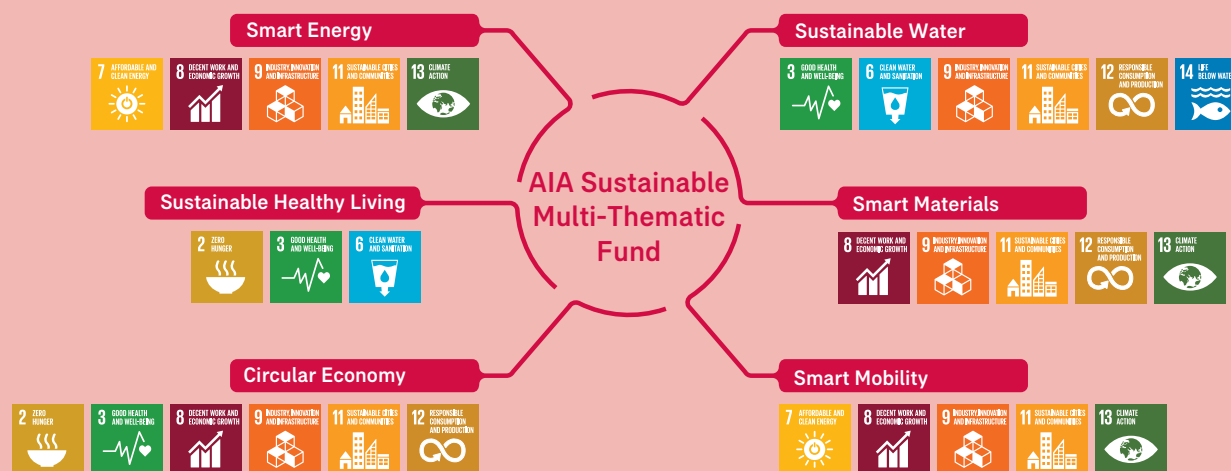 Smart Energy
7 AFFORDABLE AND
CLEAN ENERGY
8 DECENT WORK AND
ECONOMIC GROWTH
9 INDUSTRY, INNOVATION
AND INFRASTRUCTURE
11 SUSTAINABLE CITIES
AND COMMUNITIES
13 CLIMATE
ACTION
Sustainable Water
3 GOOD HEALTH
AND WELL-BEING
6 CLEAN WATER
AND SANITATION
9 INDUSTRY, INNOVATION
AND INFRASTRUCTURE
11 SUSTAINABLE CITIES
AND COMMUNITIES
12 RESPONSIBLE
CONSUMPTION
AND PRODUCTION
14 LIFE
BELOW WATE
AIA Sustainable
Multi-Thematic
Fund
Sustainable Healthy Living
2 ZERO
HUNGER
3 GOOD HEALTH
AND WELL-BEING
6 CLEAN WATER
AND SANITATION
Smart Materials
8 DECENT WORK AND
ECONOMIC GROWTH
9 INDUSTRY, INNOVATION
AND INFRASTRUCTURE
11 SUSTAINABLE CITIES
AND COMMUNITIES
12 RESPONSIBLE
CONSUMPTION
AND PRODUCTION
13 CLIMATE
ACTION
Circular Economy
2 ZERO
HUNGER
3 GOOD HEALTH
AND WELL-BEING
8 DECENT WORK AND
ECONOMIC GROWTH
9 INDUSTRY, INNOVATION
AND INFRASTRUCTURE
11 SUSTAINABLE CITIES
AND COMMUNITIES
12 RESPONSIBLE
CONSUMPTION
AND PRODUCTION
Smart Mobility
7 AFFORDABLE AND
CLEAN ENERGY
8 DECENT WORK AND
ECONOMIC GROWTH
9 INDUSTRY, INNOVATION
AND INFRASTRUCTURE
11 SUSTAINABLE CITIES
AND COMMUNITIES
13 CLIMATE
ACTION